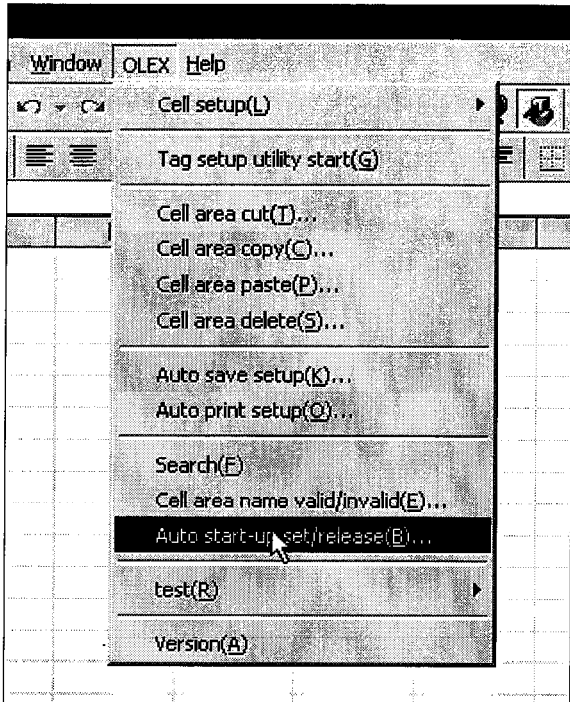 Window OLEX Help
Cell setup(L)
Tag setup utility start(G)
Cell area cut(T)...
Cell area copy(C)...
Cell area paste(P)...
Cell area delete(S)...
Auto save setup(K)...
Auto print setup(O)...
Search(F)
Cell area name valid/invalid(E)...
Auto start-up set/release(B)...
test(R)
Version(A)